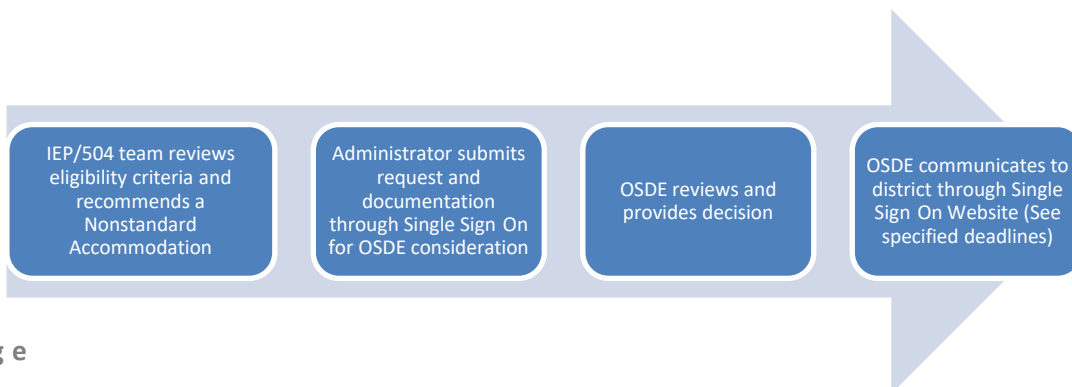 IEP/504 team reviews
eligibility criteria and
recommends a
Nonstandard
Accommodation
Administrator submits
request and
documentation
through Single Sign On
for OSDE consideration
OSDE reviews and
provides decision
OSDE communicates to
district through Single
Sign On Website (See
specified deadlines)
g e